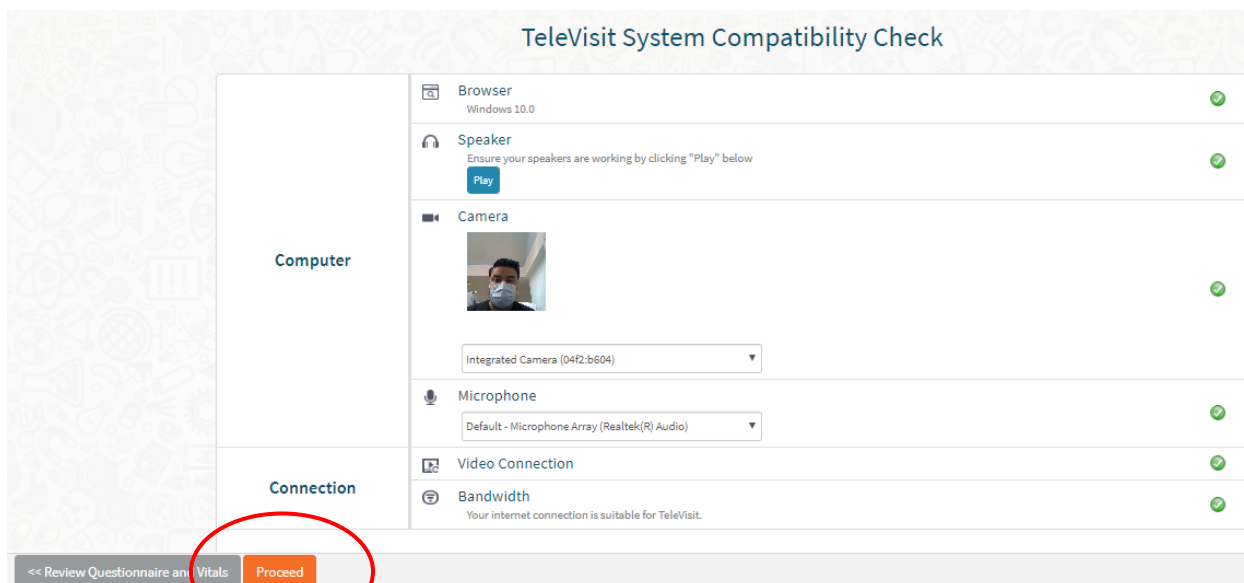 TeleVisit System Compatibility Check
Browser
Windows 10.0
Speaker
Ensure your speakers are working by clicking "Play" below
Play
Camera
Computer
Integrated Camera (04f2:b604)
Microphone
Default - Microphone Array (Realtek(R) Audio)
Video Connection
Connection
Bandwidth
Your internet connection is suitable for TeleVisit.
<< Review Questionnaire and Vitals Proceed